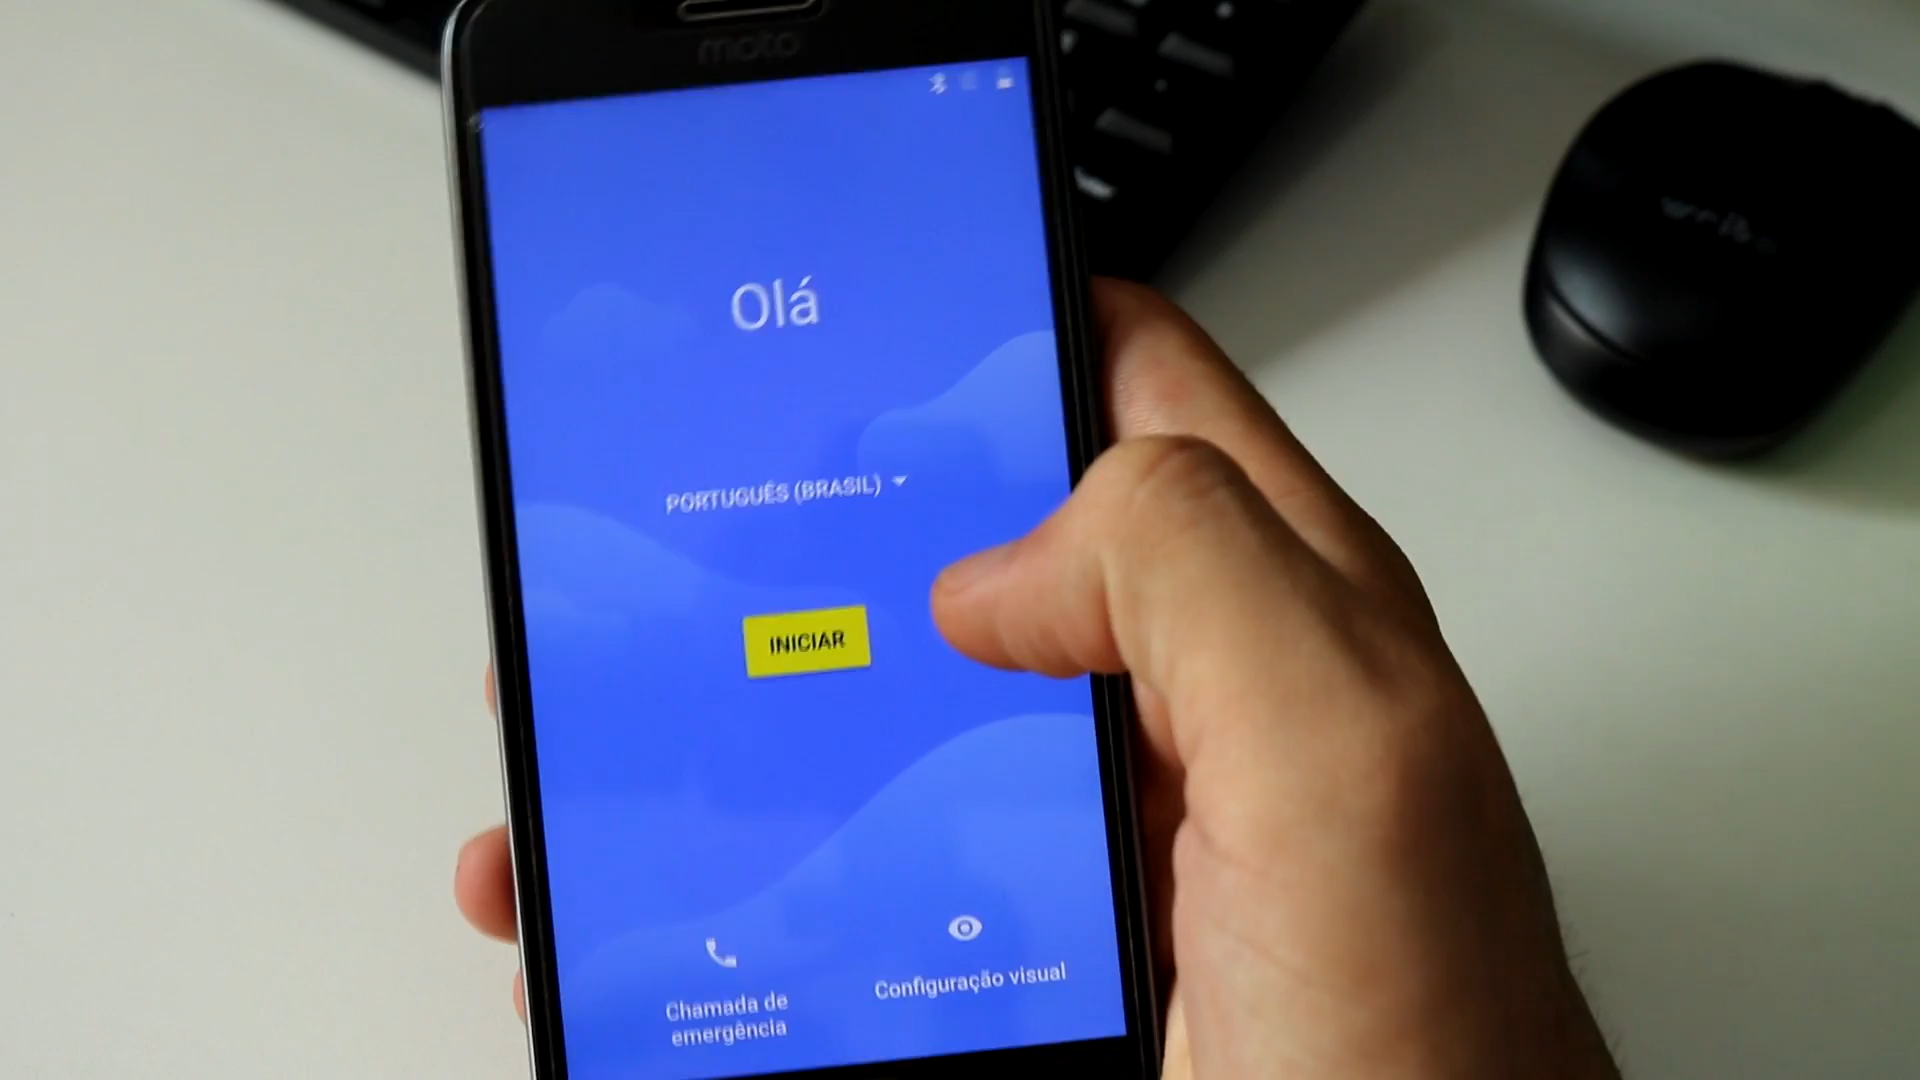 moto
Olá
PORTUGUÊS (BRASIL)
INICIAR
Chamada de
emergência
Configuração visual